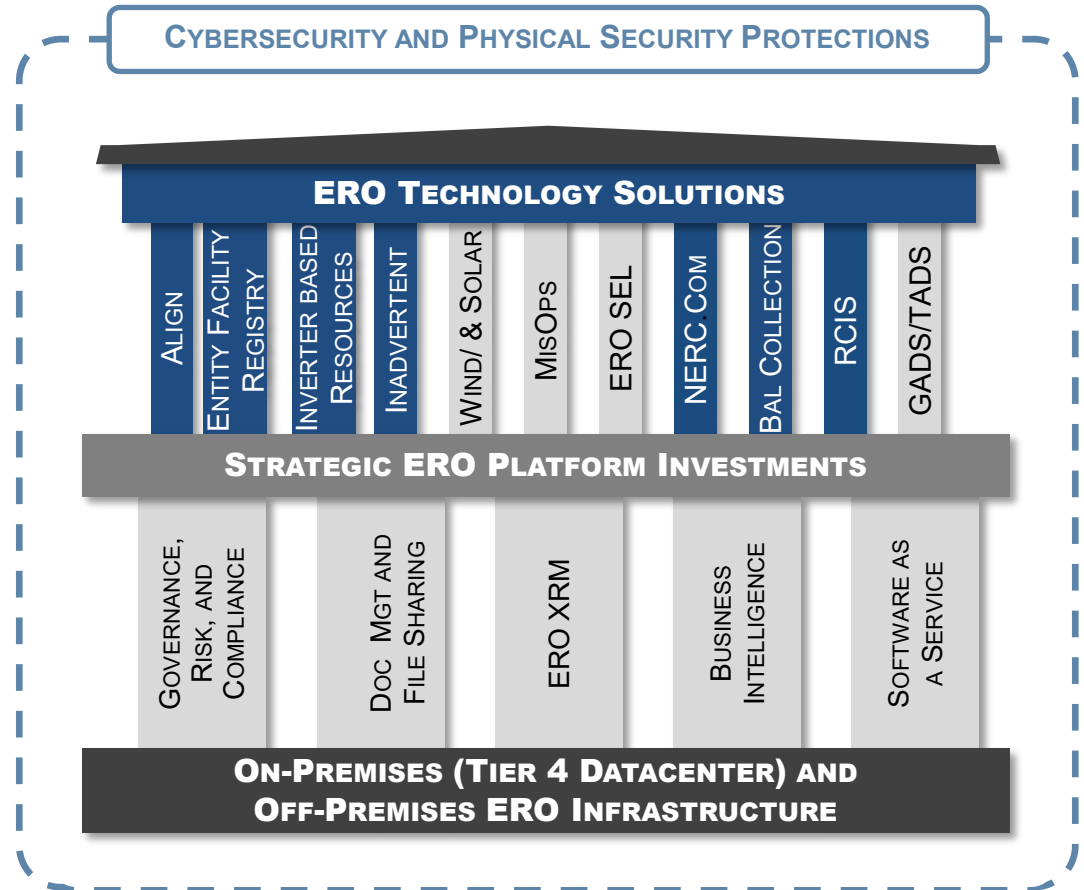 CYBERSECURITY AND PHYSICAL SECURITY PROTECTIONS
ERO TECHNOLOGY SOLUTIONS
ALIGN
ENTITY FACILITY
REGISTRY
INVERTER BASED
RESOURCES
INADVERTENT
WIND/ & SOLAR
MISOPS
ERO SEL
NERC.COM
BAL COLLECTION
RCIS
GADS/TADS
STRATEGIC ERO PLATFORM INVESTMENTS
GOVERNANCE,
RISK, AND
COMPLIANCE
DOC MGT AND
FILE SHARING
ERO XRM
BUSINESS
INTELLIGENCE
SOFTWARE AS
A SERVICE
ON-PREMISES (TIER 4 DATACENTER) AND
OFF-PREMISES ERO INFRASTRUCTURE